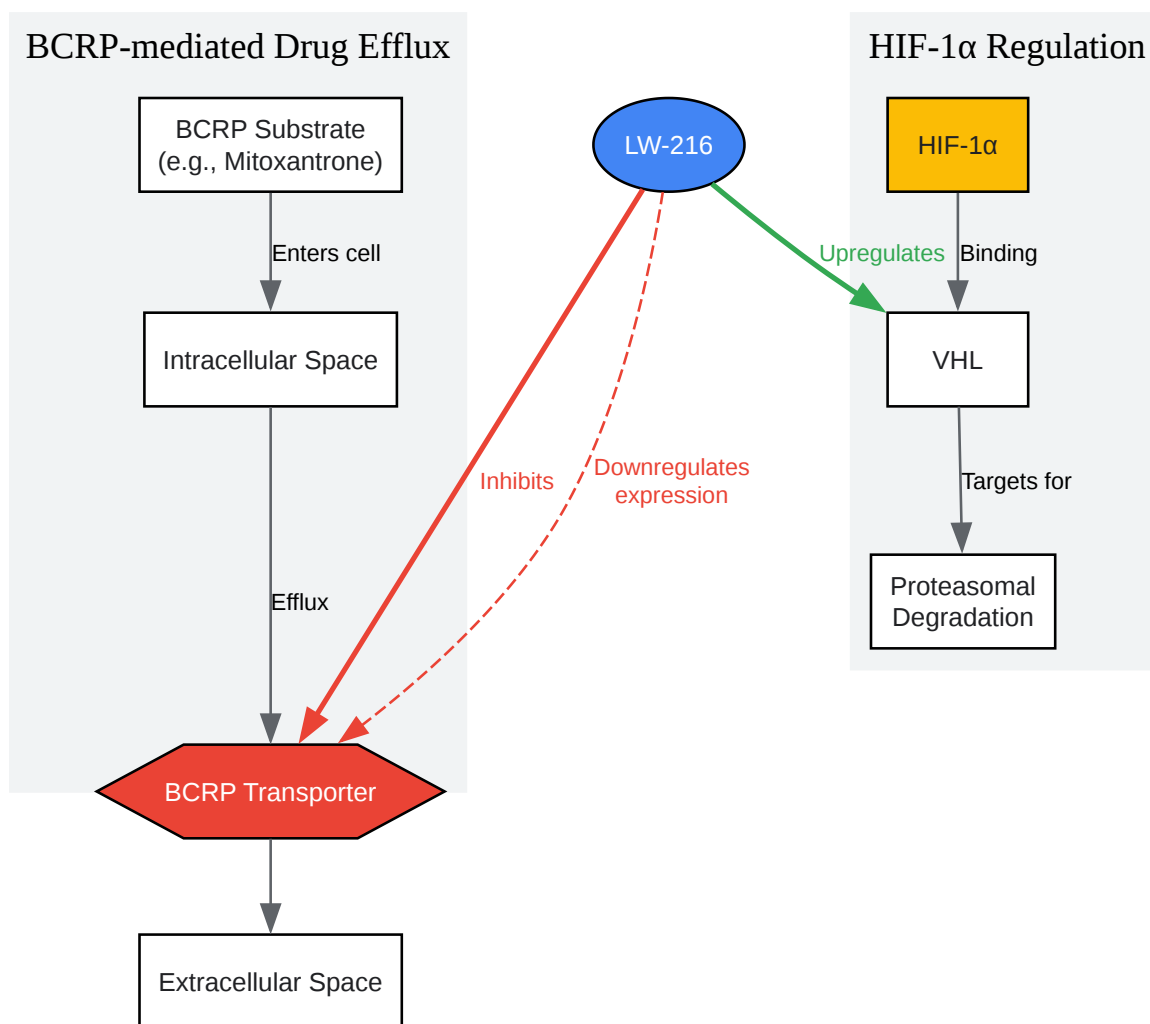 BCRP-mediated Drug Efflux
HIF-1α Regulation
BCRP Substrate
(e.g., Mitoxantrone)
LW-216
HIF-1α
Enters cell
Upregulates
Binding
Intracellular Space
VHL
Inhibits
Downregulates
expression
Targets for
Efflux
Proteasomal
Degradation
BCRP Transporter
Extracellular Space